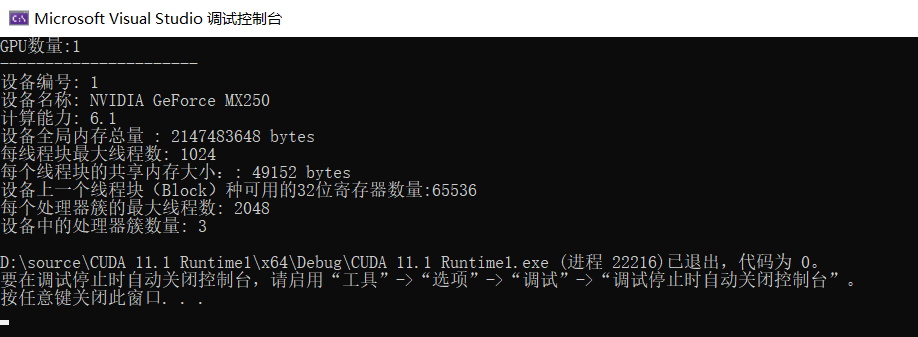 C:\ Microsoft Visual Studio 调试控制台
GPU数量:1
----------------------
设备编号: 1
设备名称: NVIDIA GeForce MX250
计算能力: 6.1
设备全局内存总量 : 2147483648 bytes
每线程块最大线程数: 1024
每个线程块的共享内存大小: : 49152 bytes
设备上一个线程块（Block）种可用的32位寄存器数量:65536
每个处理器簇的最大线程数: 2048
设备中的处理器簇数量: 3
D:\source\CUDA 11.1 Runtime1\x64\Debug\CUDA 11.1 Runtime1.exe (进程 22216)已退出，代码为 0。
要在调试停止时自动关闭控制台，请启用“工具”->“选项”->“调试”->“调试停止时自动关闭控制台”。
按任意键关闭此窗口. . .